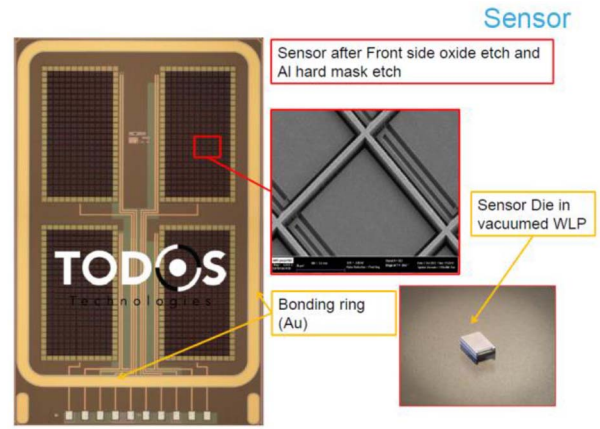 Sensor
Sensor after Front side oxide etch and
Al hard mask etch
Sensor Die in
vacuumed WLP
TODOS
Technologies
Bonding ring
(Au)